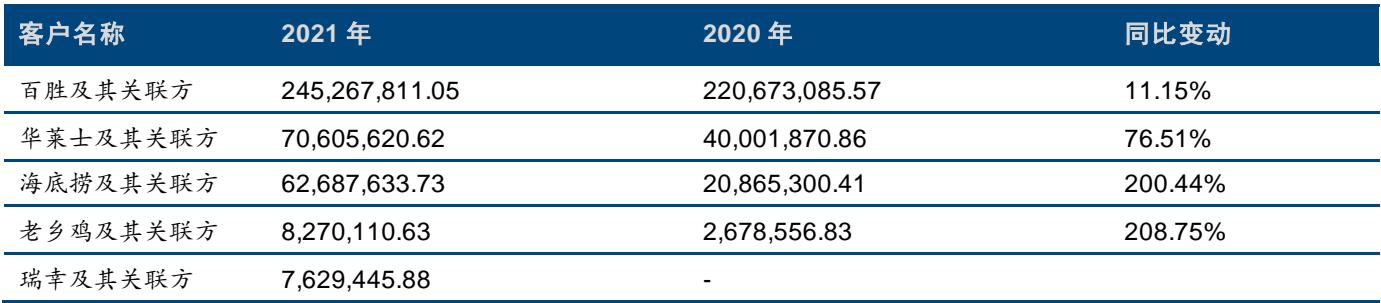 客户名称 2021 年 2020 年 同比变动
百胜及其关联方 245,267,811.05 220,673,085.57 11.15%
华莱士及其关联方 70,605,620.62 40,001,870.86 76.51%
海底捞及其关联方 62,687,633.73 20,865,300.41 200.44%
老乡鸡及其关联方 8,270,110.63 2,678,556.83 208.75%
瑞幸及其关联方 7,629,445.88 -